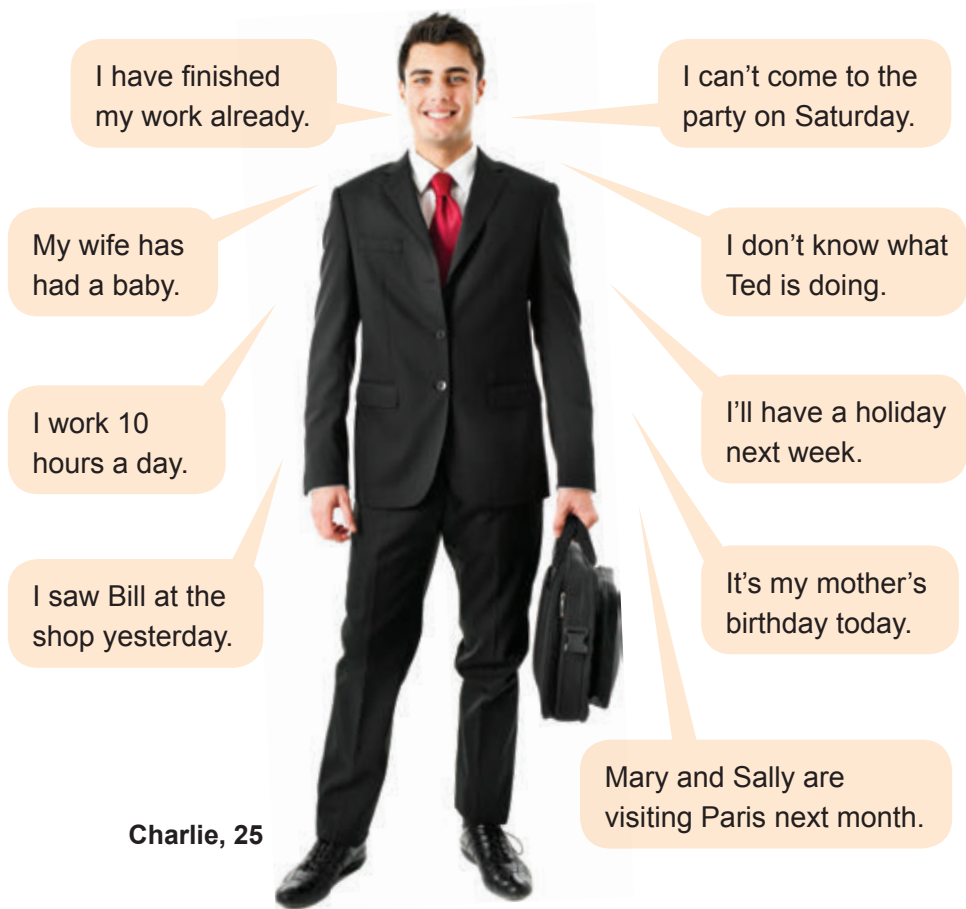 I have finished
my work already.
I can’t come to the
party on Saturday.
My wife has
had a baby.
I don’t know what
Ted is doing.
I work 10
hours a day.
I’ll have a holiday
next week.
I saw Bill at the
shop yesterday.
It’s my mother’s
birthday today.
Mary and Sally are
visiting Paris next month.
Charlie, 25